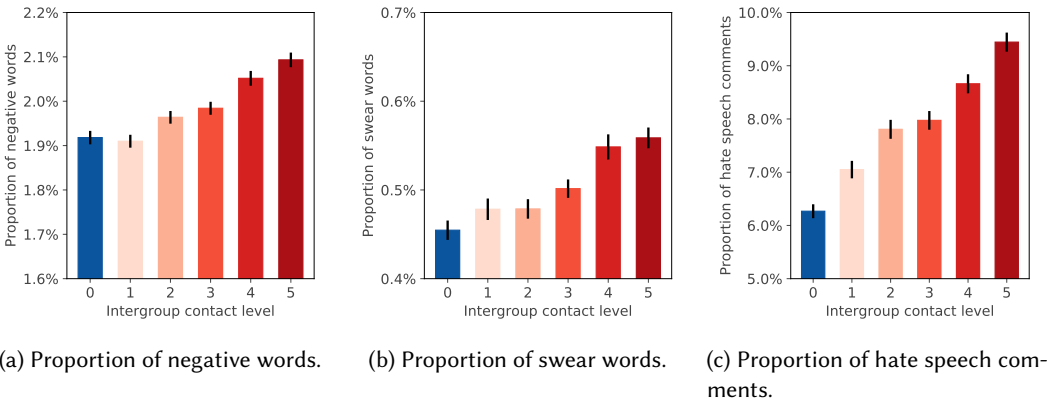 2.2%
2.1%
2.0%
1.9%
1.8%
1.7%
1.6%
Proportion of negative words
0 1 2 3 4 5
Intergroup contact level
0.7%
0.6%
0.5%
0.4%
Proportion of swear words
0 1 2 3 4 5
Intergroup contact level
10.0%
9.0%
8.0%
7.0%
6.0%
5.0%
Proportion of hate speech comments
0 1 2 3 4 5
Intergroup contact level
(a) Proportion of negative words.
(b) Proportion of swear words.
(c) Proportion of hate speech com-
ments.